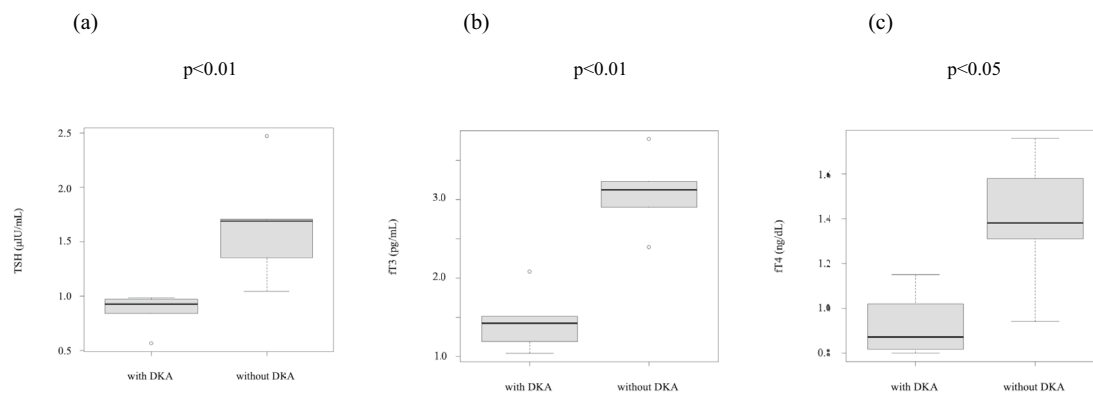 (a)
p<0.01
TSH (μIU/mL)
2.5
2.0
1.5
1.0
0.5
with DKA
without DKA
(b)
p<0.01
fT3 (pg/mL)
3.0
2.0
1.0
with DKA
without DKA
(c)
p<0.05
fT4 (ng/dL)
1.4
1.2
with DKA
without DKA